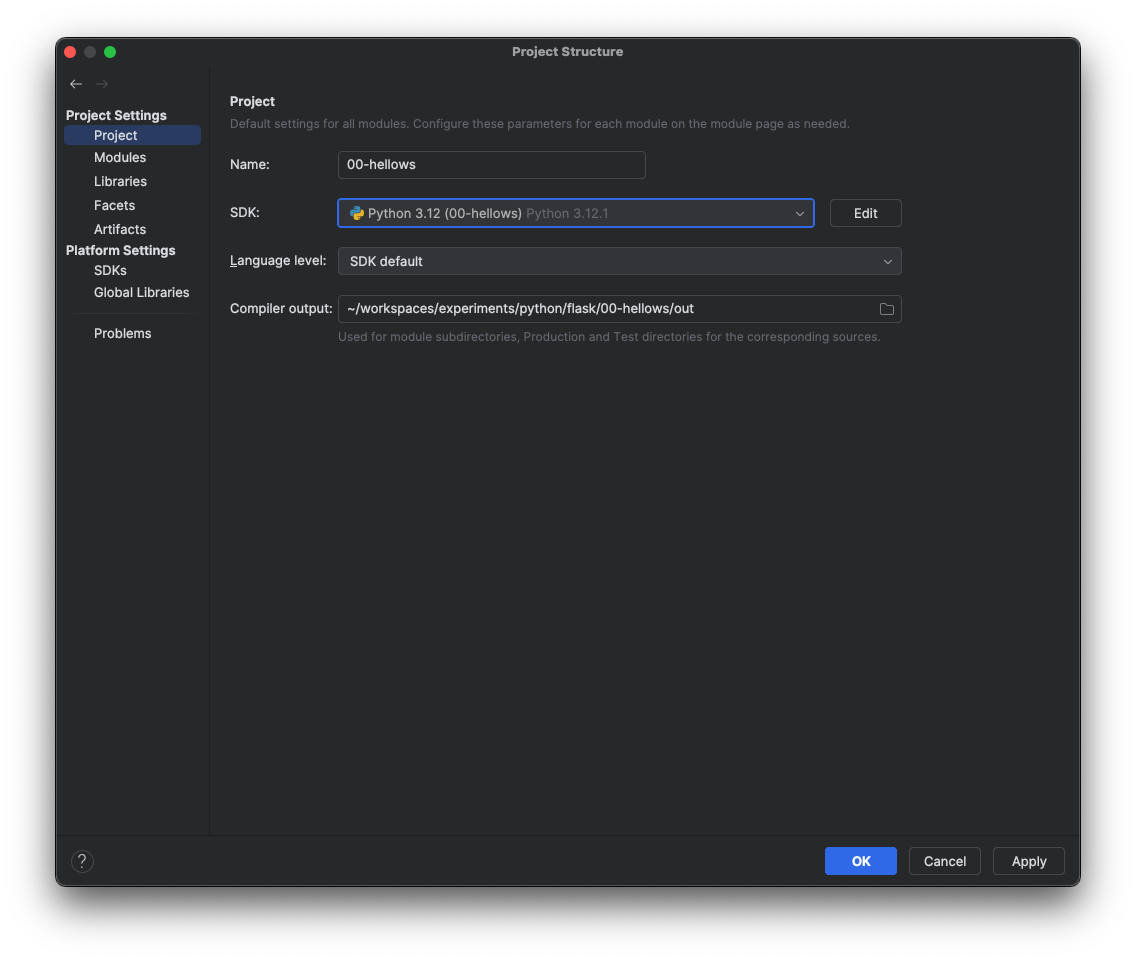 Project Structure
Project Settings
Project
Modules
Libraries
Facets
Artifacts
Platform Settings
SDKs
Global Libraries
Problems
Project
Default settings for all modules. Configure these parameters for each module on the module page as needed.
Name: 00-hellows
SDK: Python 3.12 (00-hellows) Python 3.12.1 Edit
Language level: SDK default
Compiler output: ~/workspaces/experiments/python/flask/00-hellows/out
Used for module subdirectories, Production and Test directories for the corresponding sources.
? OK Cancel Apply